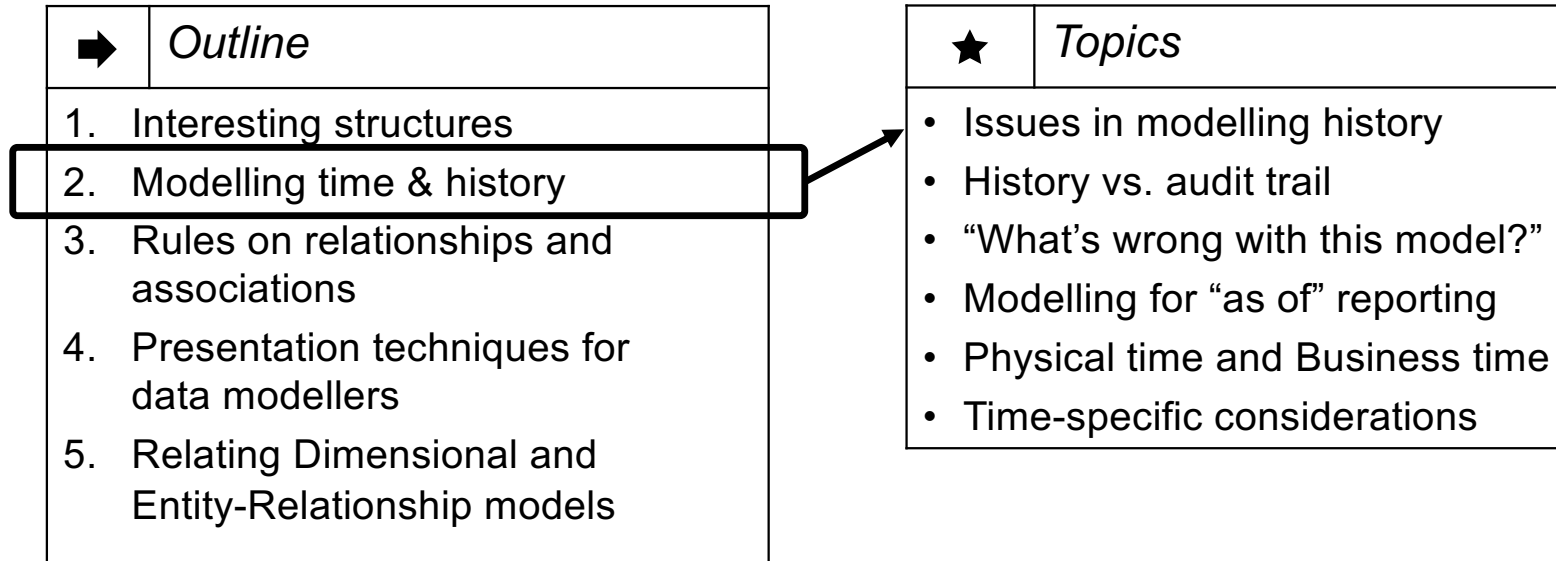 Outline
1. Interesting structures
2. Modelling time & history
3. Rules on relationships and
associations
4. Presentation techniques for
data modellers
5. Relating Dimensional and
Entity-Relationship models
Topics
• Issues in modelling history
• History vs. audit trail
• “What’s wrong with this model?”
• Modelling for “as of” reporting
• Physical time and Business time
• Time-specific considerations